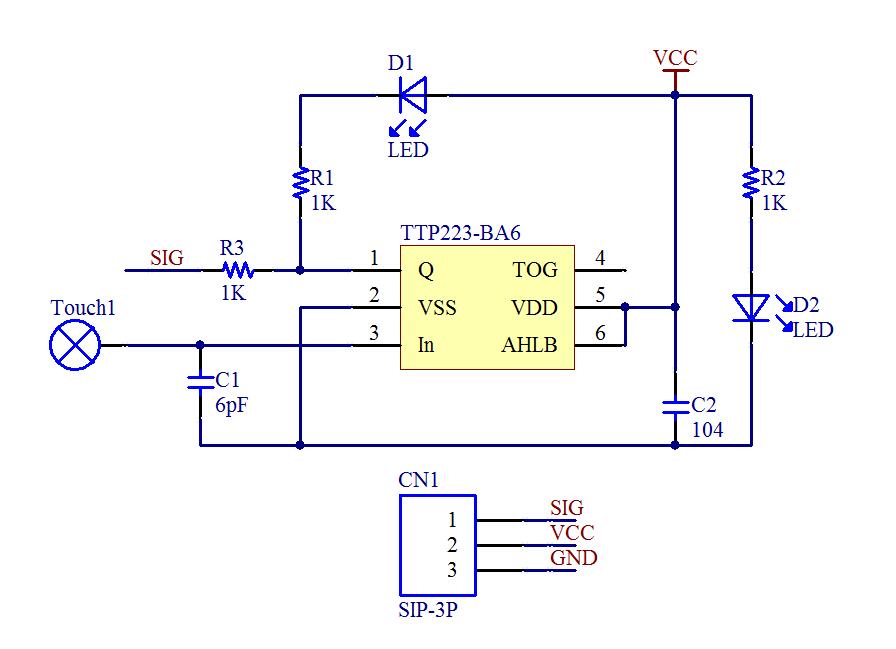 VCC
D1
LED
R1
1K
R2
1K
TTP223-BA6
SIG
R3
1K
1
Q
TOG
4
2
VSS
VDD
5
3
In
AHLB
6
Touch1
D2
LED
C1
6pF
C2
104
CN1
1
SIG
2
VCC
3
GND
SIP-3P